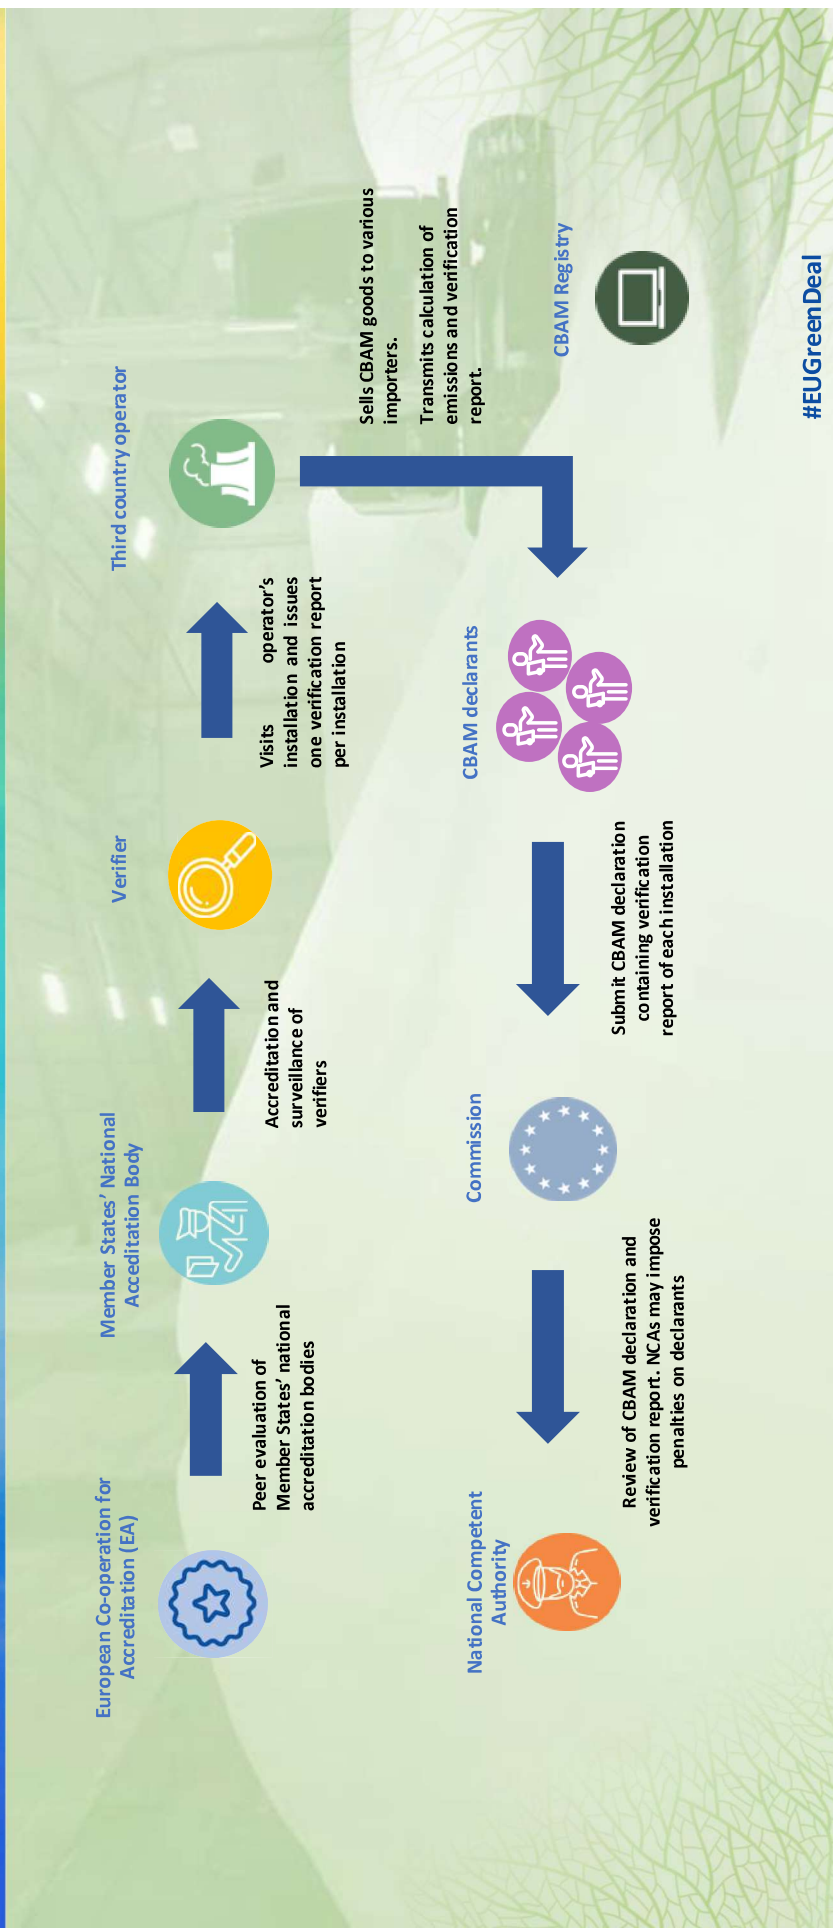 European Co-operation for
Accreditation (EA)
Peer evaluation of
Member States’ national
accreditation bodies
Member States’ National
Acceditation Body
Accreditation and
surveillance of
verifiers
Verifier
Visits operator’s
installation and issues
one verification report
per installation
Third country operator
Sells CBAM goods to various
importers.
Transmits calculation of
emissions and verification
report.
CBAM Registry
CBAM declarants
Submit CBAM declaration
containing verification
report of each installation
Commission
Review of CBAM declaration and
verification report. NCAs may impose
penalties on declarants
National Competent
Authority
#EUGreenDeal